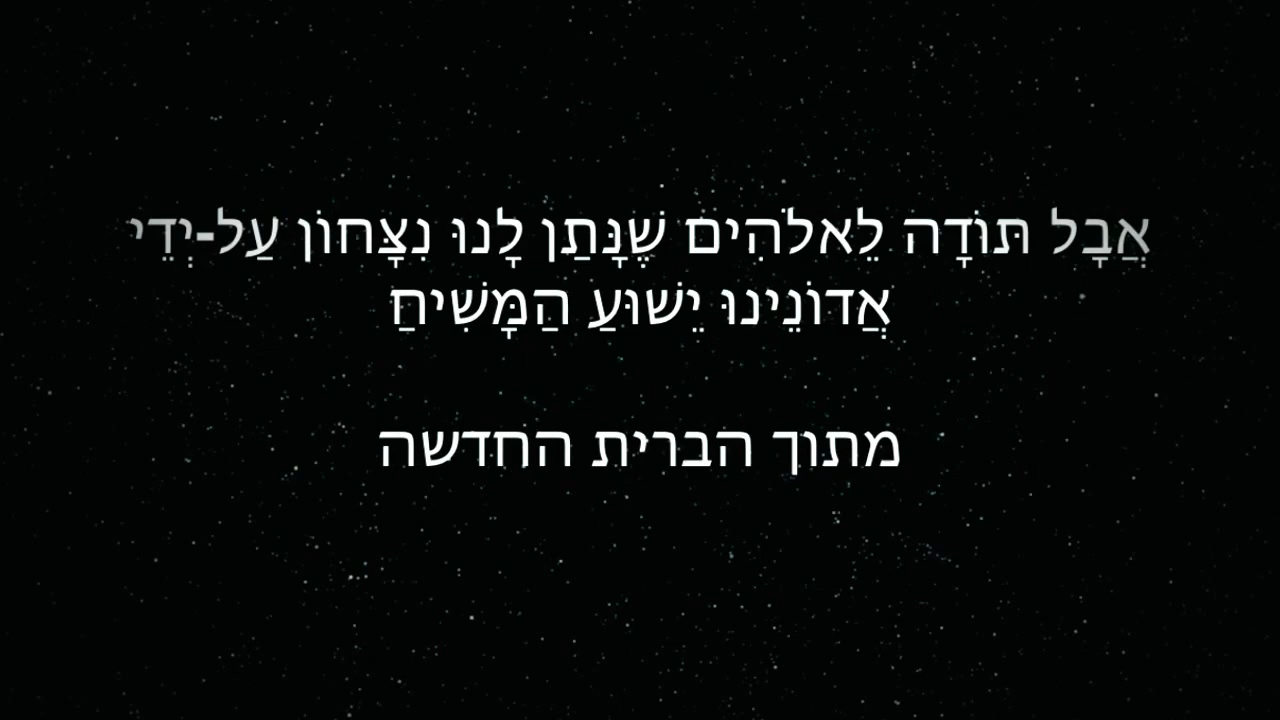 אֲבָל תּוֹדָה לֵאלֹהִים שֶׁנָּתַן לָנוּ נִצָּחוֹן עַל-יְדֵי
אֲדוֹנֵינוּ יֵשׁוּעַ הַמָּשִׁיחַ
מתוך הברית החדשה